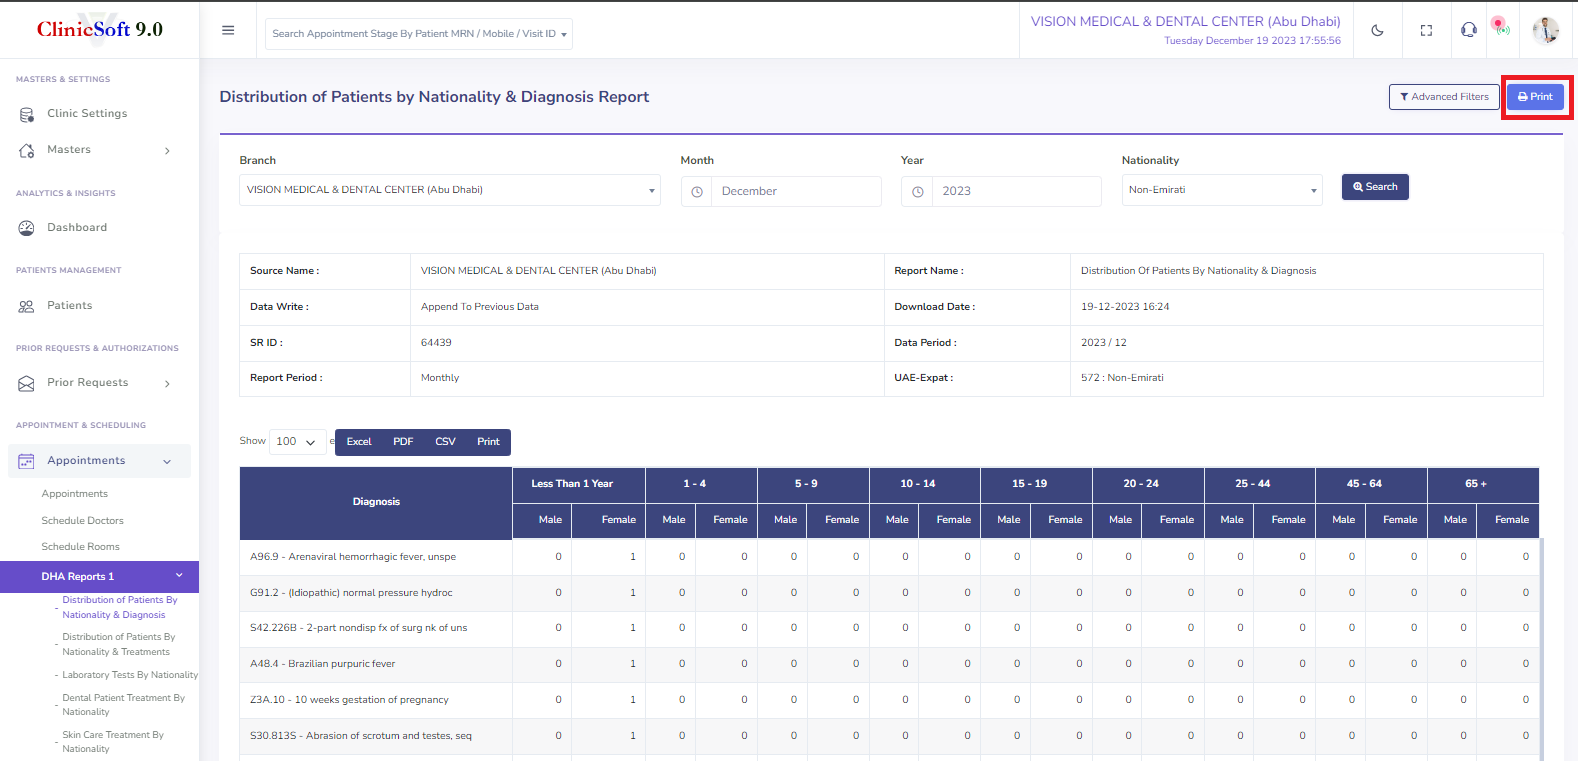 ClinicSoft 9.0
Search Appointment Stage By Patient MRN / Mobile / Visit ID
VISION MEDICAL & DENTAL CENTER (Abu Dhabi)
Tuesday December 19 2023 17:55:56
MASTERS & SETTINGS
Clinic Settings
Masters
ANALYTICS & INSIGHTS
Dashboard
PATIENTS MANAGEMENT
Patients
PRIOR REQUESTS & AUTHORIZATIONS
Prior Requests
APPOINTMENT & SCHEDULING
Appointments
Appointments
Schedule Doctors
Schedule Rooms
DHA Reports 1
- Distribution of Patients By
Nationality & Diagnosis
- Distribution of Patients By
Nationality & Treatments
- Laboratory Tests By Nationality
- Dental Patient Treatment By
Nationality
- Skin Care Treatment By
Nationality
Distribution of Patients by Nationality & Diagnosis Report
Advanced Filters
Print
Branch Month Year Nationality
VISION MEDICAL & DENTAL CENTER (Abu Dhabi) December 2023 Non-Emirati Search
Source Name : VISION MEDICAL & DENTAL CENTER (Abu Dhabi) Report Name : Distribution Of Patients By Nationality & Diagnosis
Data Write : Append To Previous Data Download Date : 19-12-2023 16:24
SR ID : 64439 Data Period : 2023 / 12
Report Period : Monthly UAE-Expat : 572 : Non-Emirati
Show 100 e Excel PDF CSV Print
Diagnosis Less Than 1 Year 1 - 4 5 - 9 10 - 14 15 - 19 20 - 24 25 - 44 45 - 64 65 +
Male Female Male Female Male Female Male Female Male Female Male Female Male Female Male Female Male Female
A96.9 - Arenaviral hemorrhagic fever, unspe 0 1 0 0 0 0 0 0 0 0 0 0 0 0 0 0 0 0
G91.2 - (Idiopathic) normal pressure hydroc 0 1 0 0 0 0 0 0 0 0 0 0 0 0 0 0 0 0
S42.226B - 2-part nondisp fx of surg nk of uns 0 1 0 0 0 0 0 0 0 0 0 0 0 0 0 0 0 0
A48.4 - Brazilian purpuric fever 0 1 0 0 0 0 0 0 0 0 0 0 0 0 0 0 0 0
Z3A.10 - 10 weeks gestation of pregnancy 0 1 0 0 0 0 0 0 0 0 0 0 0 0 0 0 0 0
S30.813S - Abrasion of scrotum and testes, seq 0 1 0 0 0 0 0 0 0 0 0 0 0 0 0 0 0 0